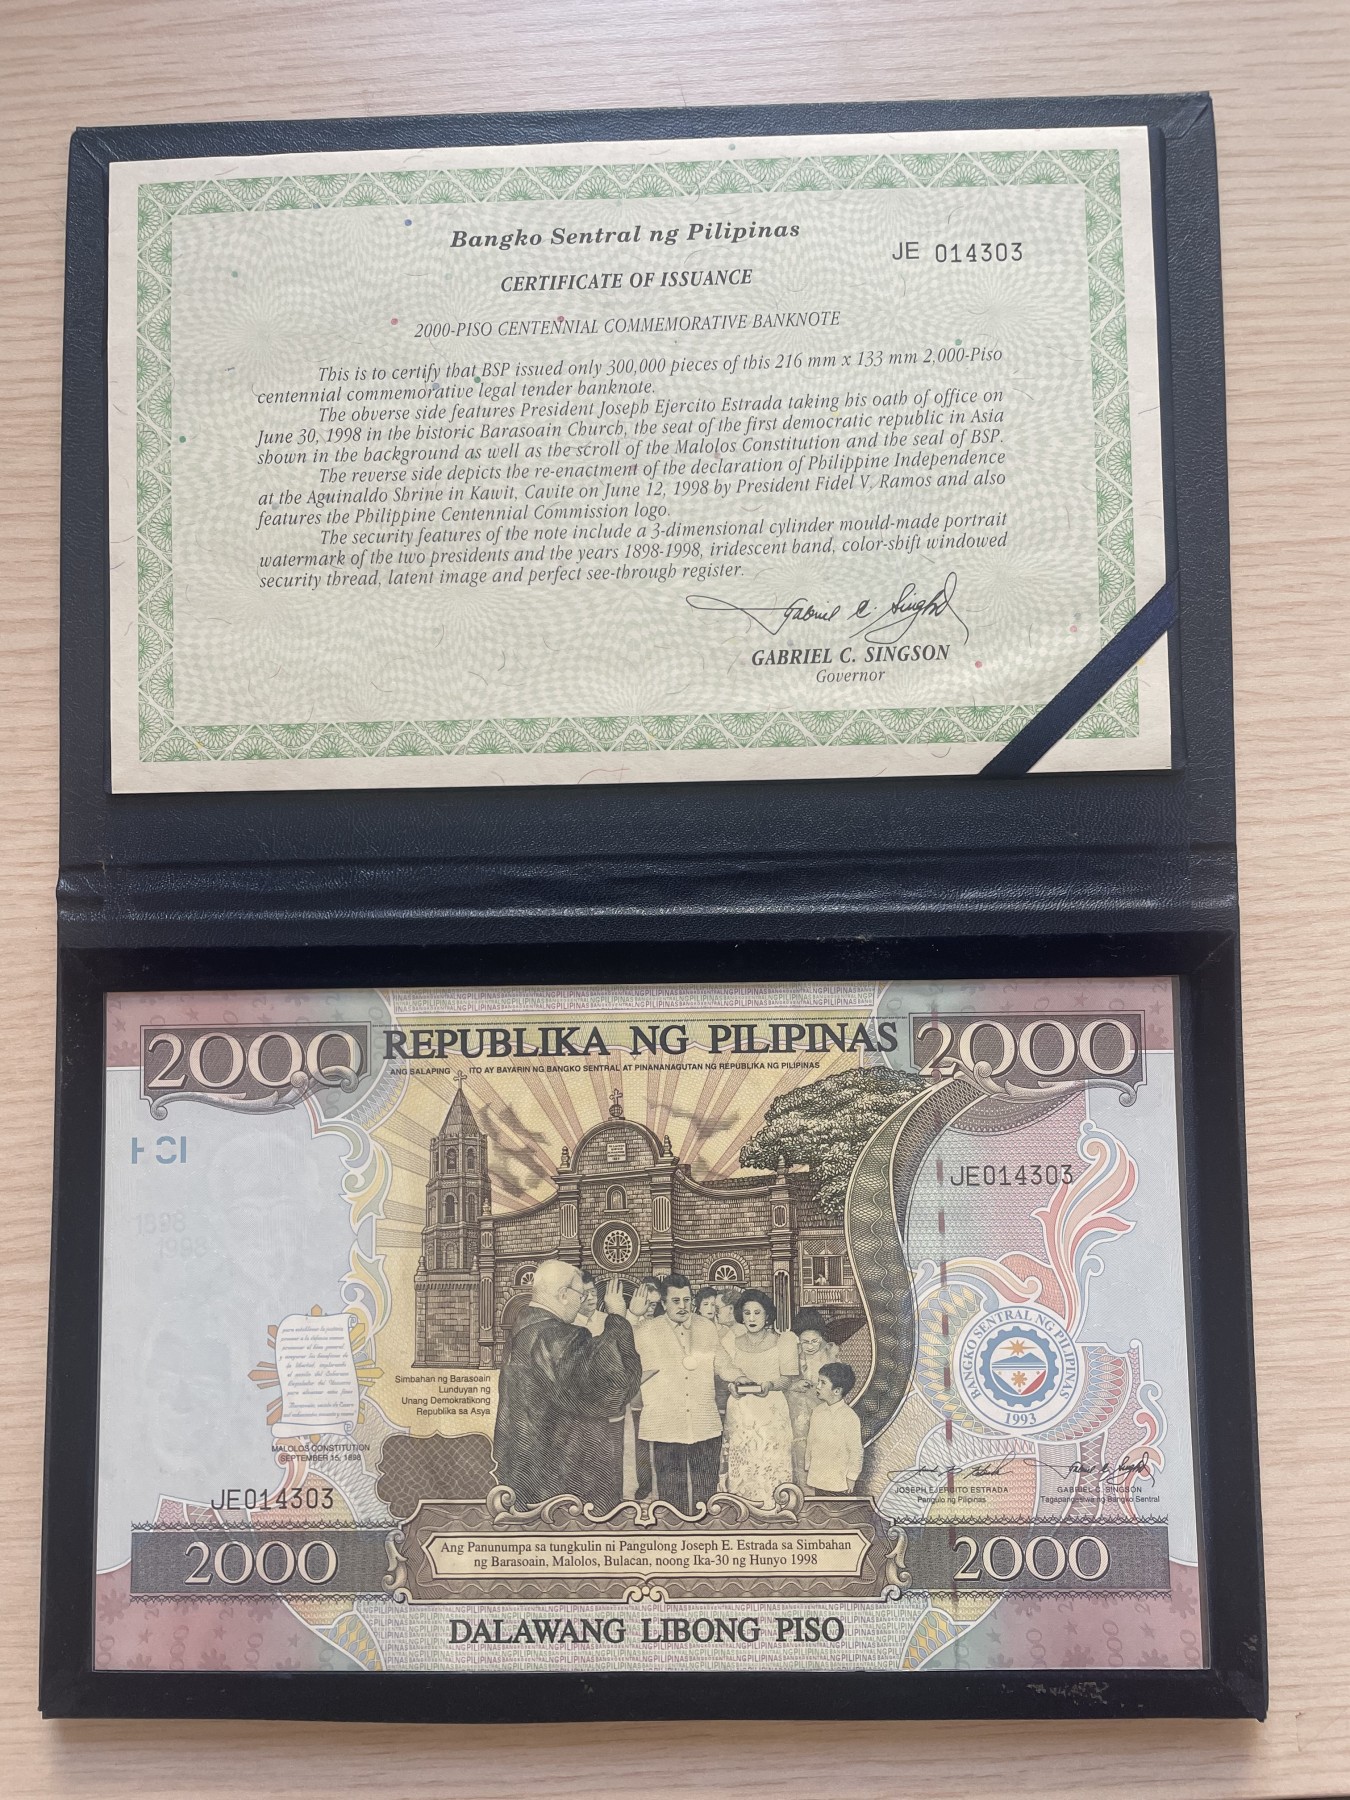 Bangko Sentral ng Pilipinas
JE 014303
CERTIFICATE OF ISSUANCE
2000-PISO CENTENNIAL COMMEMORATIVE BANKNOTE
This is to certify that BSP issued only 300,000 pieces of this 216 mm x 133 mm 2,000-Piso
centennial commemorative legal tender banknote.
The obverse side features President Joseph Ejercito Estrada taking his oath of office on
June 30, 1998 in the historic Barasoain Church, the seat of the first democratic republic in Asia
shown in the background as well as the scroll of the Malolos Constitution and the seal of BSP.
The reverse side depicts the re-enactment of the declaration of Philippine Independence
at the Aguinaldo Shrine in Kawit, Cavite on June 12, 1998 by President Fidel V. Ramos and also
features the Philippine Centennial Commission logo.
The security features of the note include a 3-dimensional cylinder mould-made portrait
watermark of the two presidents and the years 1898-1998, iridescent band, color-shift windowed
security thread, latent image and perfect see-through register.
Gabriel C. Singson
GABRIEL C. SINGSON
Governor
2000
REPUBLIKA NG PILIPINAS
2000
ANG SALAPING ITO AY BAYARIN NG BANGKO SENTRAL AT PINANANAGUTAN NG REPUBLIKA NG PILIPINAS
JE014303
1898
1998
BANGKO SENTRAL NG PILIPINAS
1993
Simbahan ng Barasoain
Lunduyan ng
Unang Demokratikong
Republika sa Asya
MALOLOS CONSTITUTION
SEPTEMBER 15, 1898
JOSEPH EJERCITO ESTRADA
Pangulo ng Pilipinas
GABRIEL C. SINGSON
Tagapangasiwa ng Bangko Sentral
JE014303
2000
Ang Panunumpa sa tungkulin ni Pangulong Joseph E. Estrada sa Simbahan
ng Barasoain, Malolos, Bulacan, noong Ika-30 ng Hunyo 1998
2000
DALAWANG LIBONG PISO